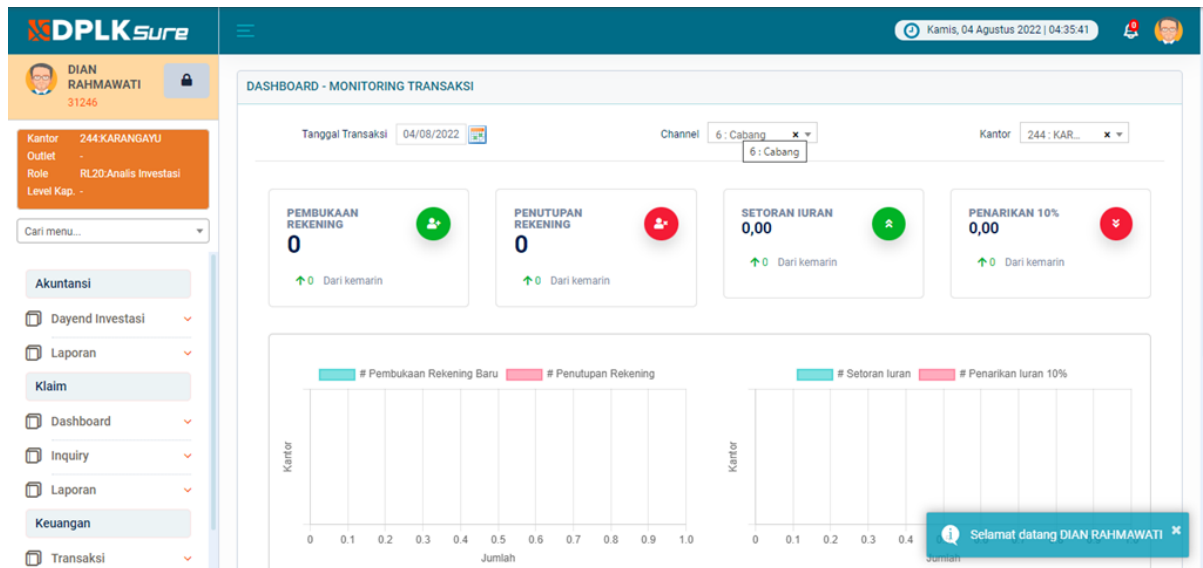 DPLKSure
Kamis, 04 Agustus 2022 | 04:35:41
DIAN
RAHMAWATI
31246
Kantor 244:KARANGAYU
Outlet -
Role RL20:Analis Investasi
Level Kap. -
Cari menu...
Akuntansi
Dayend Investasi
Laporan
Klaim
Dashboard
Inquiry
Laporan
Keuangan
Transaksi
DASHBOARD - MONITORING TRANSAKSI
Tanggal Transaksi 04/08/2022
Channel 6 : Cabang x
6 : Cabang
Kantor 244 : KAR... x
PEMBUKAAN
REKENING
0
0 Dari kemarin
PENUTUPAN
REKENING
0
0 Dari kemarin
SETORAN IURAN
0,00
0 Dari kemarin
PENARIKAN 10%
0,00
0 Dari kemarin
# Pembukaan Rekening Baru # Penutupan Rekening
Kantor
0 0.1 0.2 0.3 0.4 0.5 0.6 0.7 0.8 0.9 1.0
Jumlah
# Setoran Iuran # Penarikan Iuran 10%
Kantor
0 0.1 0.2 0.3 0.4
Jumlah
Selamat datang DIAN RAHMAWATI ×